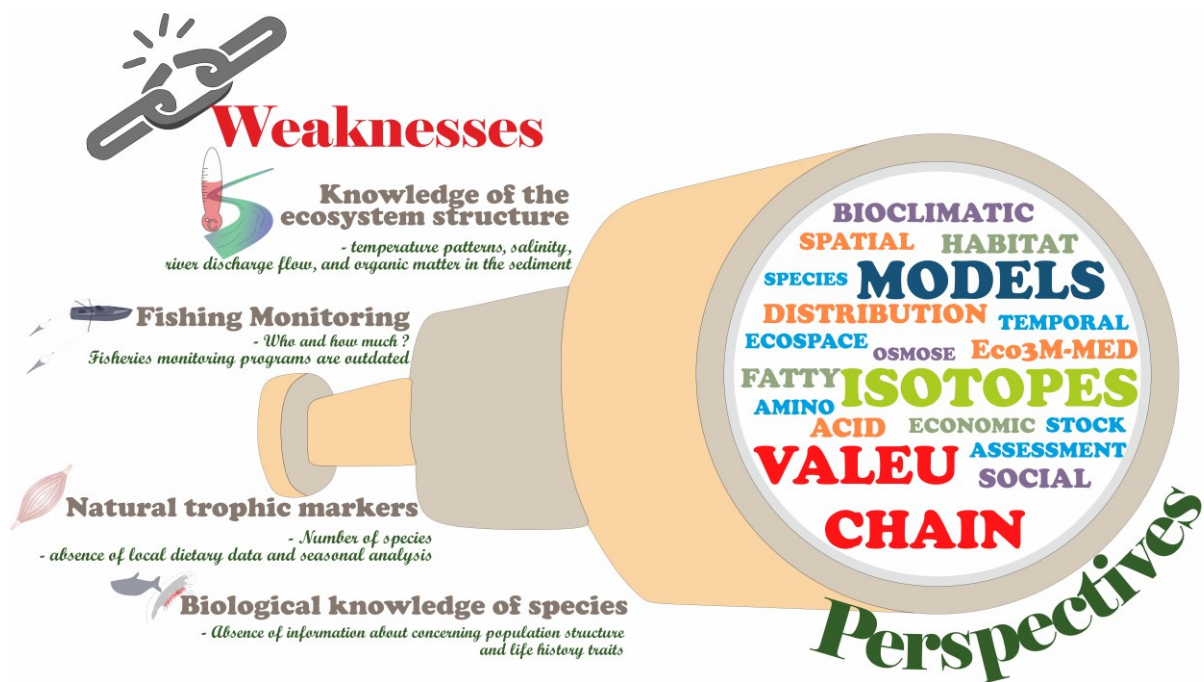 Weaknesses
Knowledge of the
ecosystem structure
- temperature patterns, salinity,
river discharge flow, and organic matter in the sediment
Fishing Monitoring
- Who and how much ?
Fisheries monitoring programs are outdated
Natural trophic markers
- Number of species
- absence of local dietary data and seasonal analysis
Biological knowledge of species
- Absence of information about concerning population structure
and life history traits
BIOCLIMATIC
SPATIAL HABITAT
SPECIES MODELS
DISTRIBUTION TEMPORAL
ECOSPACE OSMOSE Eco3M-MED
FATTY ISOTOPES
AMINO
ACID ECONOMIC STOCK
VALEU ASSESSMENT
SOCIAL
CHAIN
Perspectives